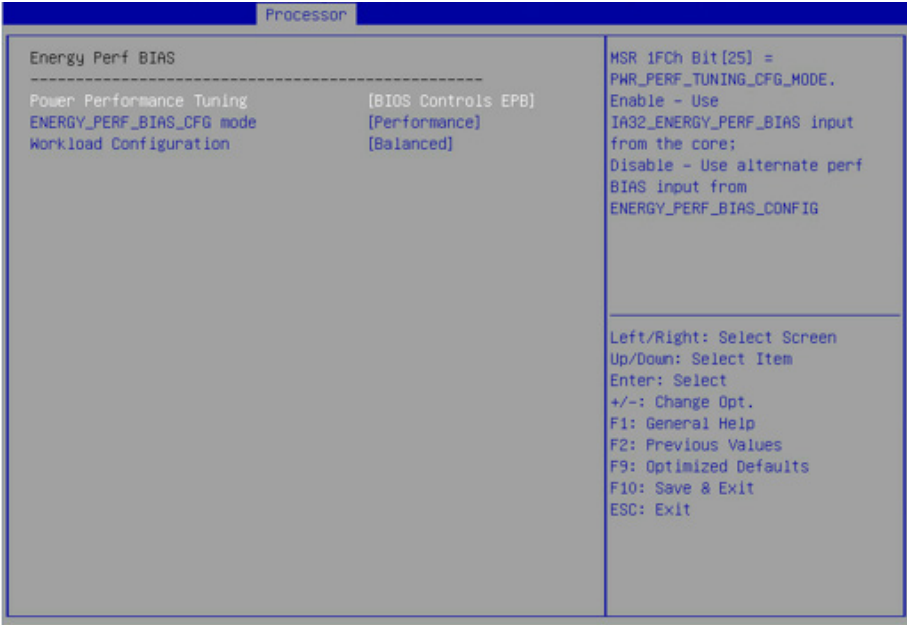 Processor
Energy Perf BIAS
--------------------------------------------------
Power Performance Tuning [BIOS Controls EPB]
ENERGY_PERF_BIAS_CFG mode [Performance]
Workload Configuration [Balanced]
MSR 1FCh Bit[25] =
PWR_PERF_TUNING_CFG_MODE.
Enable - Use
IA32_ENERGY_PERF_BIAS input
from the core;
Disable - Use alternate perf
BIAS input from
ENERGY_PERF_BIAS_CONFIG
Left/Right: Select Screen
Up/Down: Select Item
Enter: Select
+/-: Change Opt.
F1: General Help
F2: Previous Values
F9: Optimized Defaults
F10: Save & Exit
ESC: Exit